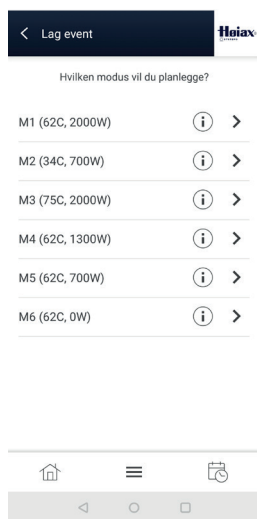 Lag event
Høiax
Hvilken modus vil du planlegge?
M1 (62C, 2000W)
M2 (34C, 700W)
M3 (75C, 2000W)
M4 (62C, 1300W)
M5 (62C, 700W)
M6 (62C, 0W)